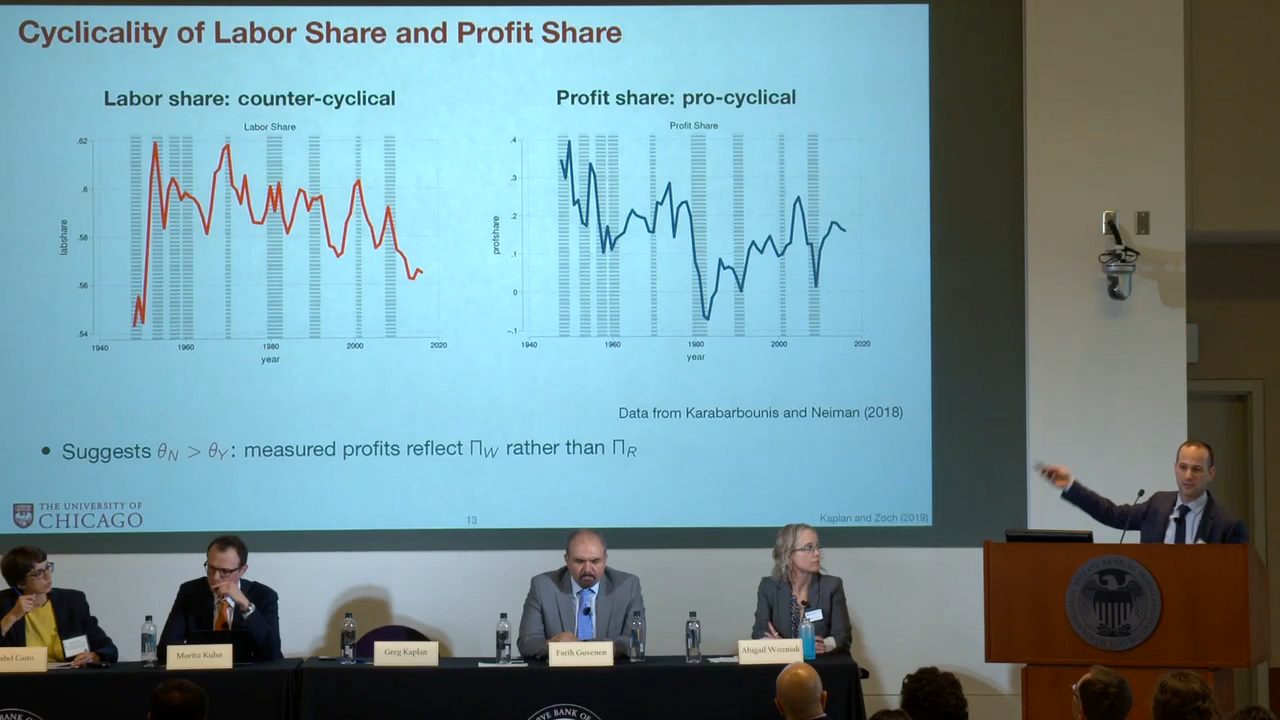 Cyclicality of Labor Share and Profit Share
Labor share: counter-cyclical
Profit share: pro-cyclical
Labor Share
.62
.6
.58
.56
.54
labshare
1940
1960
1980
2000
2020
year
Profit Share
.4
.3
.2
.1
0
-.1
profshare
1940
1960
1980
2000
2020
year
Data from Karabarbounis and Neiman (2018)
• Suggests θN > θY: measured profits reflect ΠW rather than ΠR
THE UNIVERSITY OF
CHICAGO
13
Kaplan and Zoch (2019)
Moritz Kuhn
Greg Kaplan
Fatih Guvenen
Abigail Wozniak